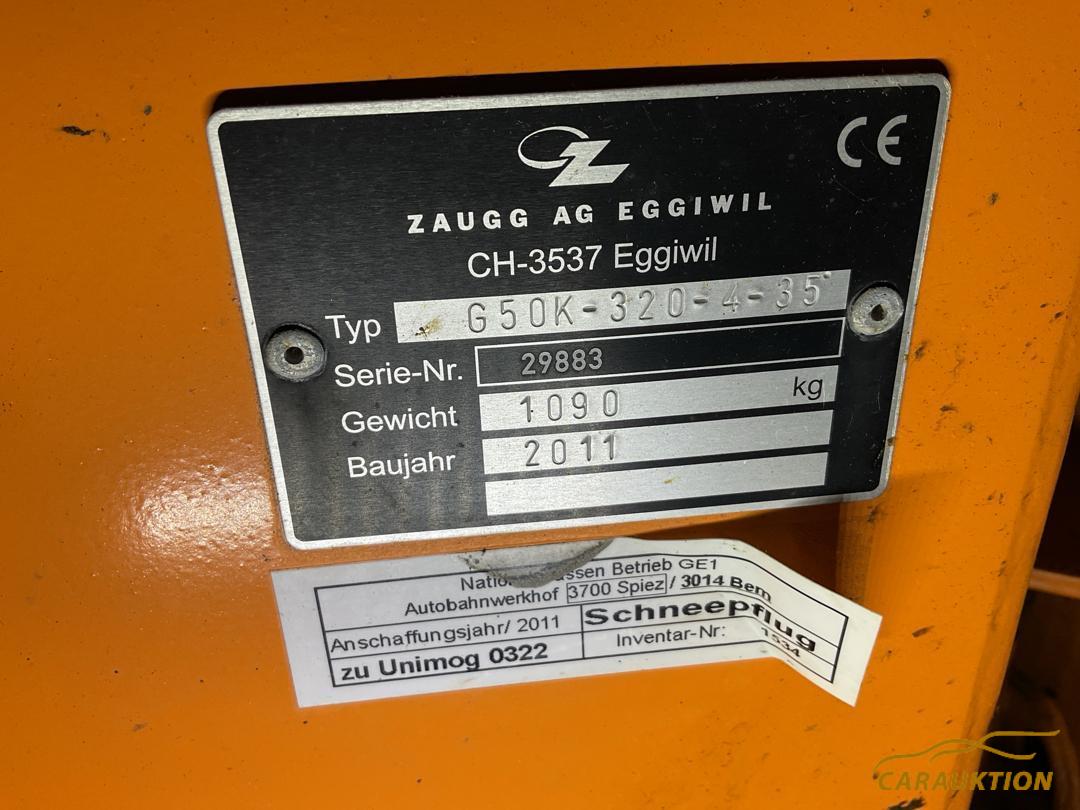 CE
ZAUGG AG EGGIWIL
CH-3537 Eggiwil
Typ G50K-320-4-35
Serie-Nr. 29883
Gewicht 1090 kg
Baujahr 2011
Betrieb GE1
Autobahnwerkhof 3700 Spiez / 3014 Bern
Anschaffungsjahr/ 2011 Schneepflug
zu Unimog 0322 Inventar-Nr: 1534
CARAUKTION